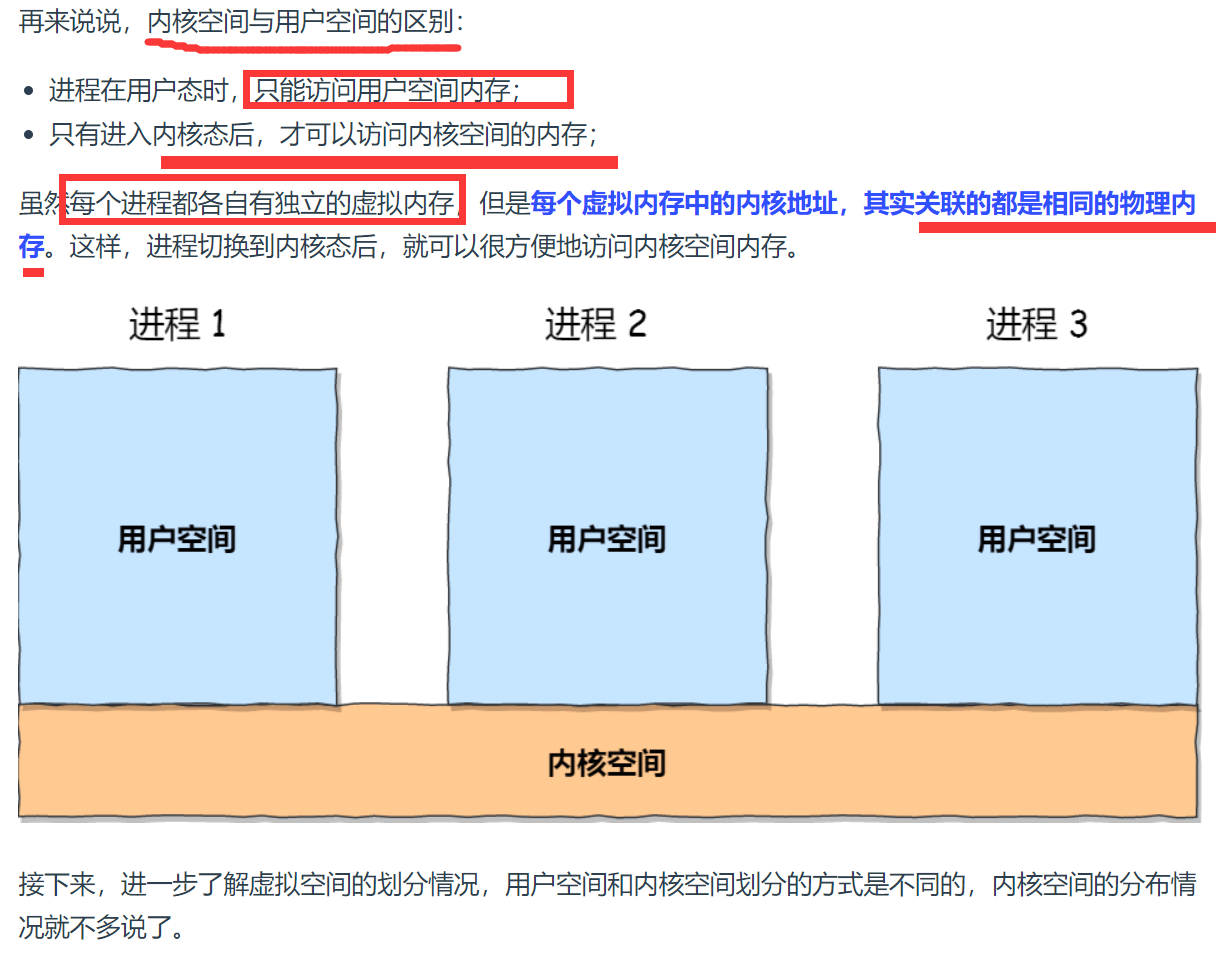 再来说说，内核空间与用户空间的区别：
进程在用户态时，只能访问用户空间内存；
只有进入内核态后，才可以访问内核空间的内存；
虽然每个进程都各自有独立的虚拟内存，但是每个虚拟内存中的内核地址，其实关联的都是相同的物理内
存。这样，进程切换到内核态后，就可以很方便地访问内核空间内存。
进程 1
进程 2
进程 3
用户空间
用户空间
用户空间
内核空间
接下来，进一步了解虚拟空间的划分情况，用户空间和内核空间划分的方式是不同的，内核空间的分布情
况就不多说了。